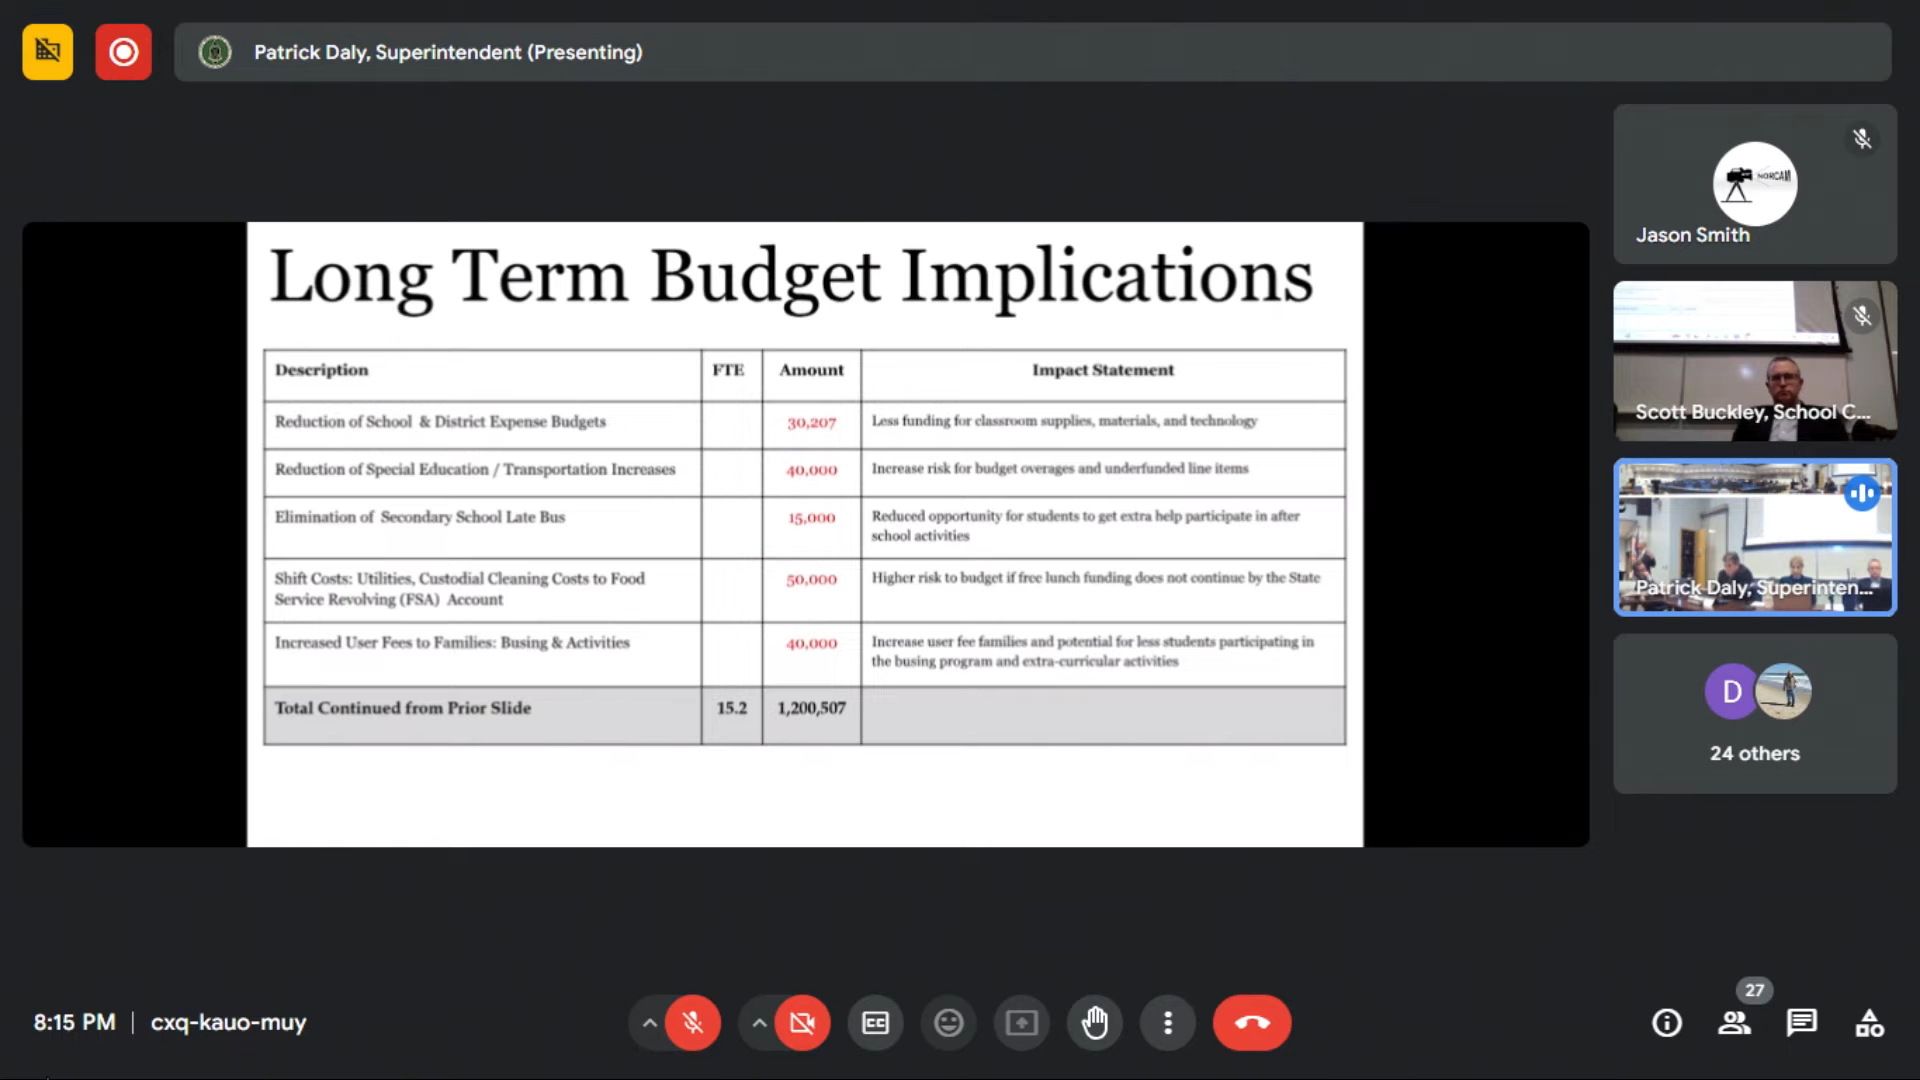 Patrick Daly, Superintendent (Presenting)
Long Term Budget Implications
Description FTE Amount Impact Statement
Reduction of School & District Expense Budgets 30,207 Less funding for classroom supplies, materials, and technology
Reduction of Special Education / Transportation Increases 40,000 Increase risk for budget overages and underfunded line items
Elimination of Secondary School Late Bus 15,000 Reduced opportunity for students to get extra help participate in after
school activities
Shift Costs: Utilities, Custodial Cleaning Costs to Food 50,000 Higher risk to budget if free lunch funding does not continue by the State
Service Revolving (FSA) Account
Increased User Fees to Families: Busing & Activities 40,000 Increase user fee families and potential for less students participating in
the busing program and extra-curricular activities
Total Continued from Prior Slide 15.2 1,200,507
NORCAM
Jason Smith
Scott Buckley, School C...
Patrick Daly, Superinten...
D
24 others
8:15 PM | cxq-kauo-muy
CC
27